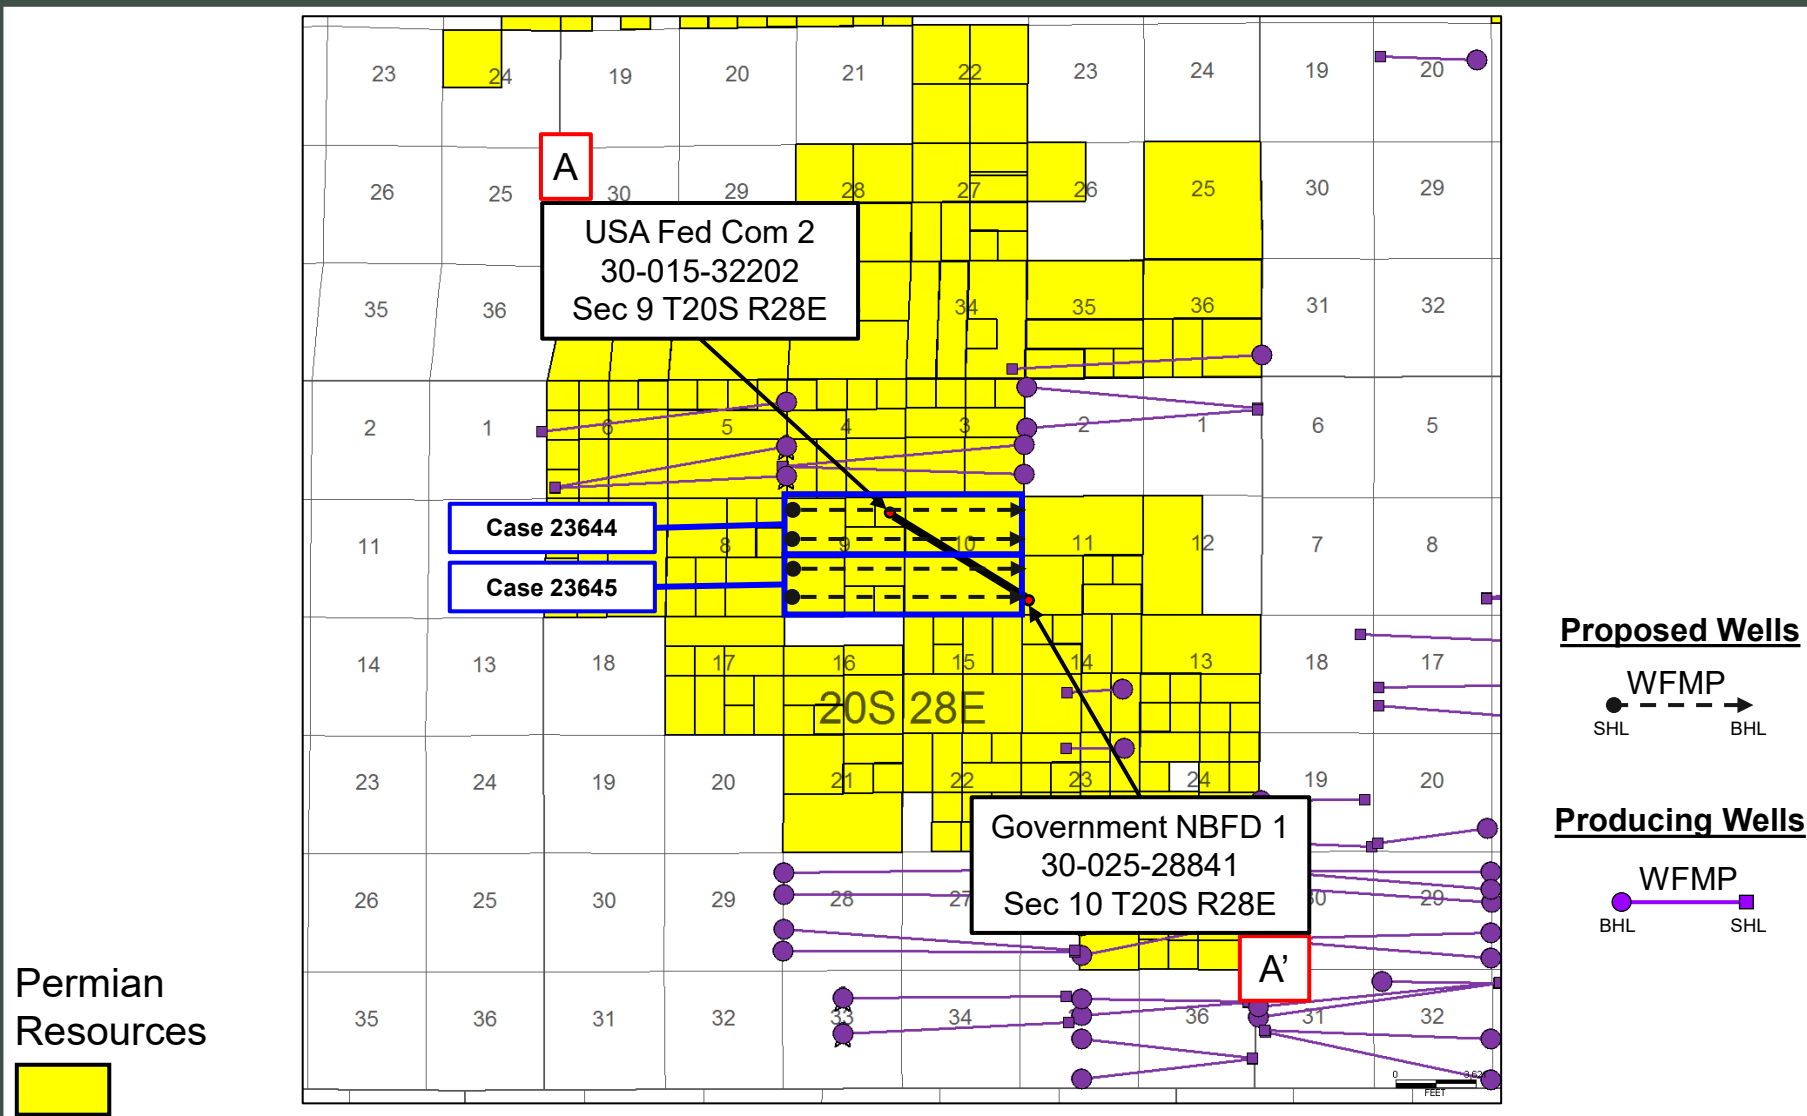 23 24 19 20 21 22 23 24 19 20
A
26 25 30 29 28 27 26 25 30 29
USA Fed Com 2
30-015-32202
Sec 9 T20S R28E
35 36 34 35 36 31 32
2 1 6 5 4 3 2 1 6 5
Case 23644
11 8 9 10 11 12 7 8
Case 23645
14 13 18 17 16 15 14 13 18 17
20S 28E
23 24 19 20 21 22 23 24 19 20
Government NBFD 1
30-025-28841
Sec 10 T20S R28E
26 25 30 29 28 27 30 29
A’
35 36 31 32 33 34 36 31 32
0
FEET
Proposed Wells
WFMP
SHL BHL
Producing Wells
WFMP
BHL SHL
Permian
Resources